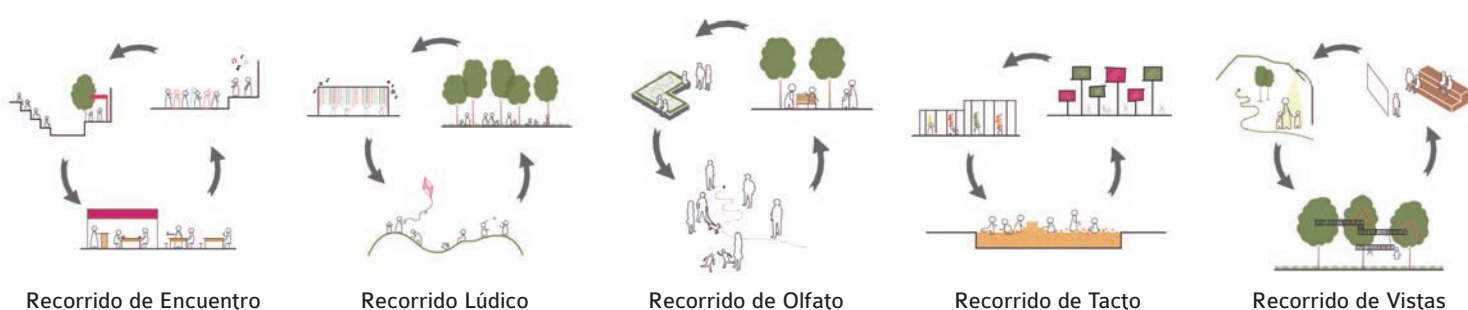 Recorrido de Encuentro
Recorrido Lúdico
Recorrido de Olfato
Recorrido de Tacto
Recorrido de Vistas